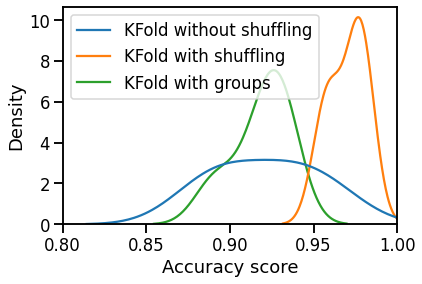 10
8
6
4
2
0
Density
KFold without shuffling
KFold with shuffling
KFold with groups
0.80 0.85 0.90 0.95 1.00
Accuracy score